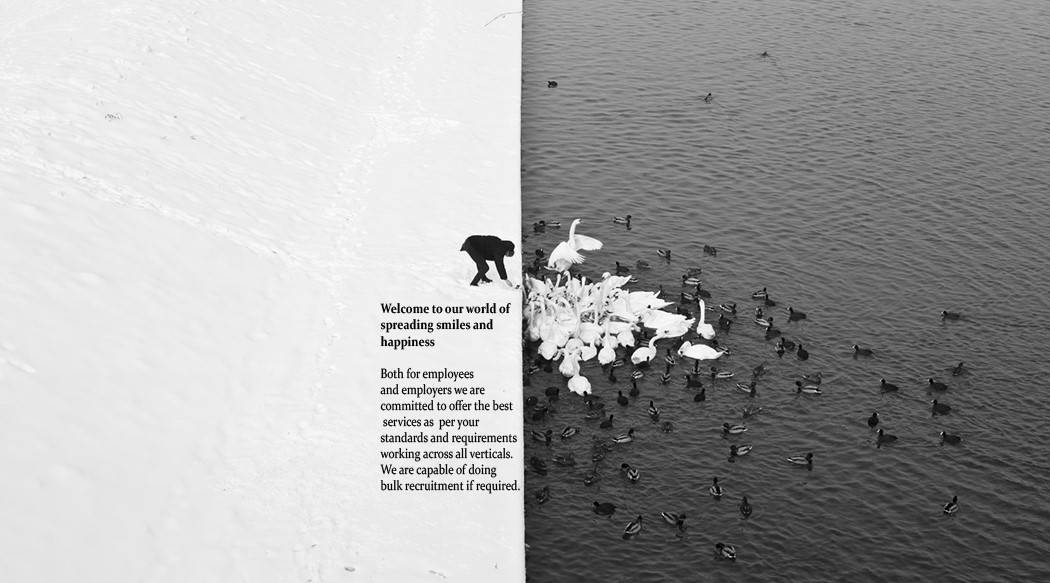 Welcome to our world of
spreading smiles and
happiness
Both for employees
and employers we are
committed to offer the best
services as per your
standards and requirements
working across all verticals.
We are capable of doing
bulk recruitment if required.